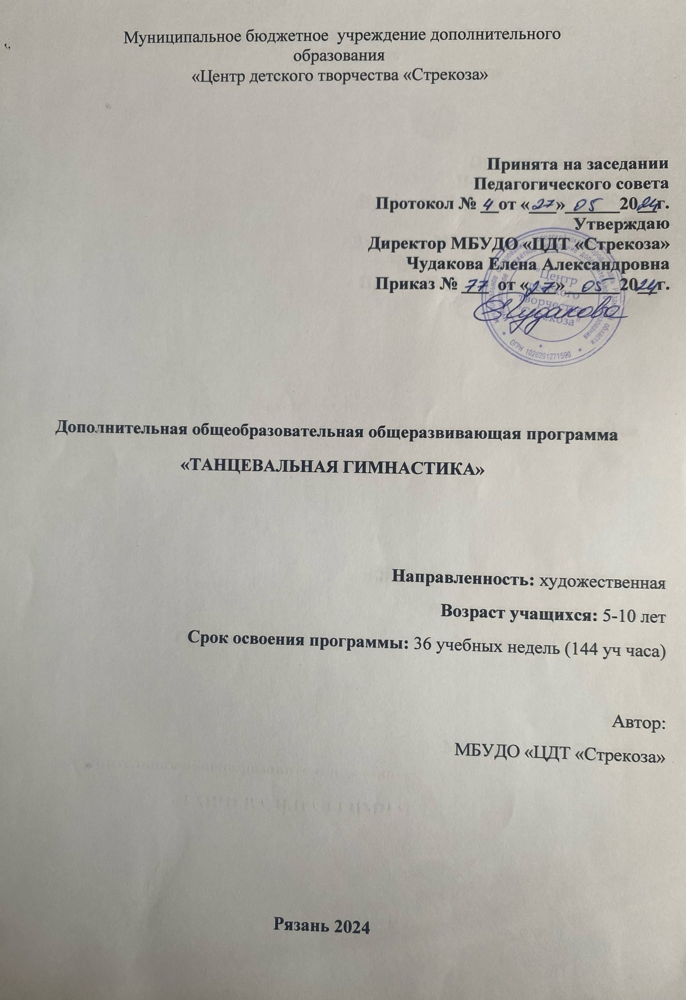 Муниципальное бюджетное учреждение дополнительного
образования
«Центр детского творчества «Стрекоза»
Принята на заседании
Педагогического совета
Протокол № 4 от «27» 05 2024г.
Утверждаю
Директор МБУДО «ЦДТ «Стрекоза»
Чудакова Елена Александровна
Приказ № 77 от «27» 05 2024г.
"Центр
детского
творчества
"Стрекоза"
Чудакова
ОГРН 1026201271590
Дополнительная общеобразовательная общеразвивающая программа
«ТАНЦЕВАЛЬНАЯ ГИМНАСТИКА»
Направленность: художественная
Возраст учащихся: 5-10 лет
Срок освоения программы: 36 учебных недель (144 уч часа)
Автор:
МБУДО «ЦДТ «Стрекоза»
Рязань 2024